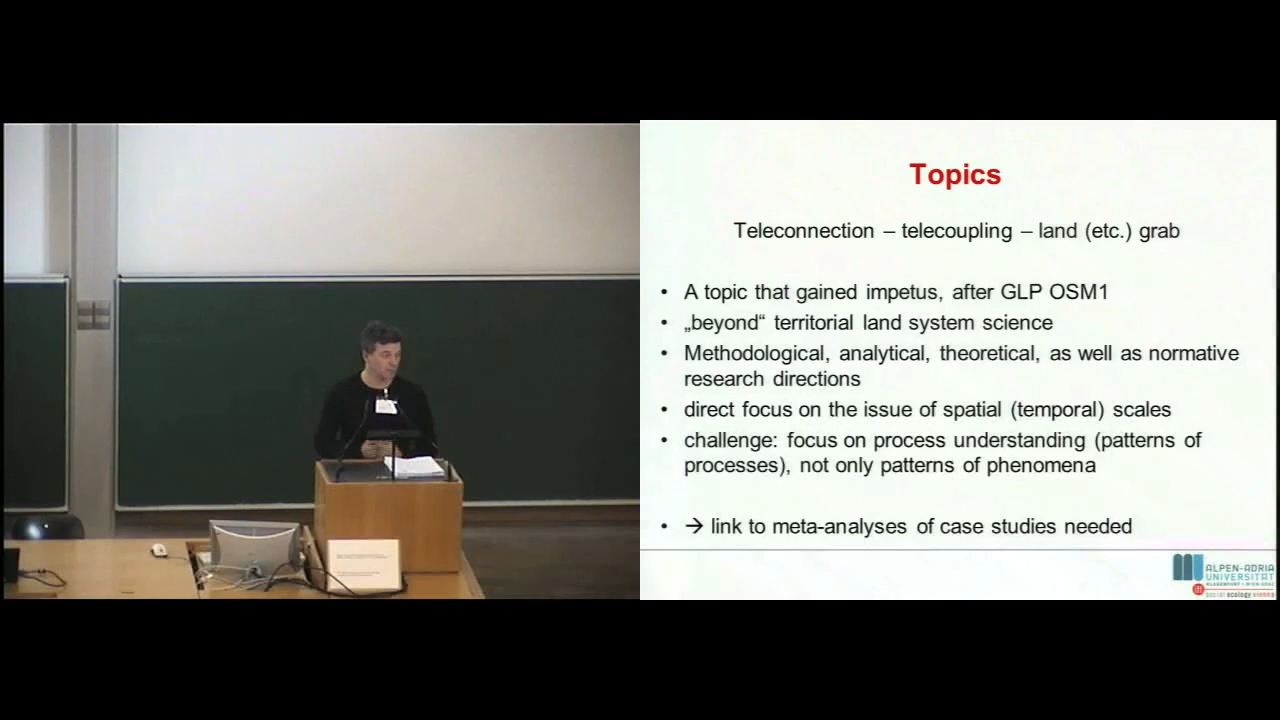 Topics
Teleconnection – telecoupling – land (etc.) grab
• A topic that gained impetus, after GLP OSM1
• „beyond“ territorial land system science
• Methodological, analytical, theoretical, as well as normative
research directions
• direct focus on the issue of spatial (temporal) scales
• challenge: focus on process understanding (patterns of
processes), not only patterns of phenomena
• → link to meta-analyses of case studies needed
ALPEN-ADRIA
UNIVERSITÄT
KLAGENFURT I WIEN GRAZ
social ecology vienna